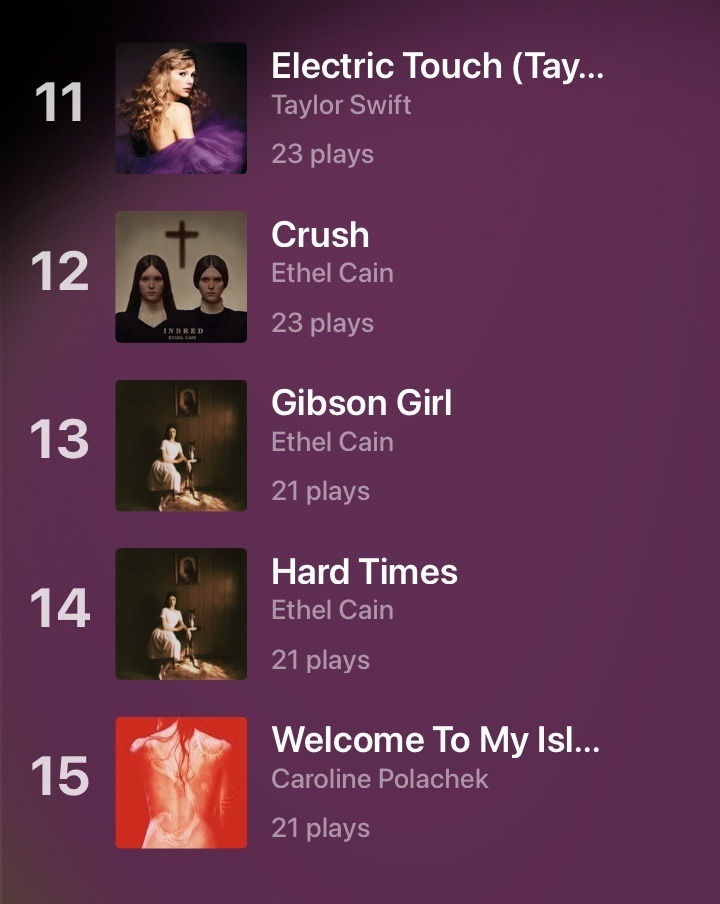 11
Electric Touch (Tay...
Taylor Swift
23 plays
12
INBRED
ETHEL CAIN
Crush
Ethel Cain
23 plays
13
Gibson Girl
Ethel Cain
21 plays
14
Hard Times
Ethel Cain
21 plays
15
Welcome To My Isl...
Caroline Polachek
21 plays